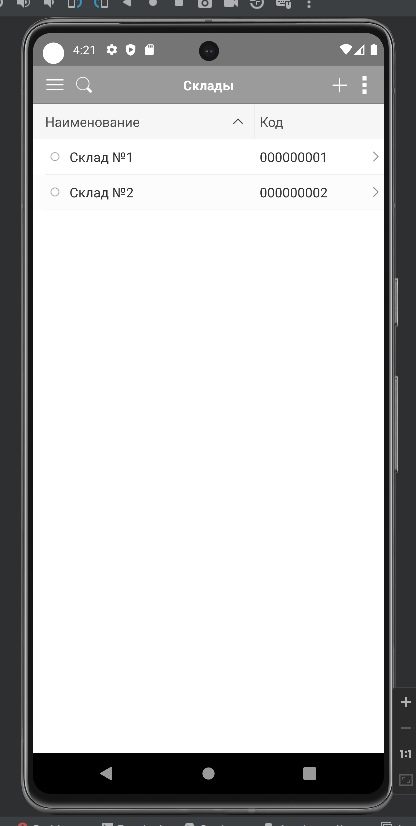 4:21
Склады
Наименование Код
Склад №1 000000001
Склад №2 000000002
1:1